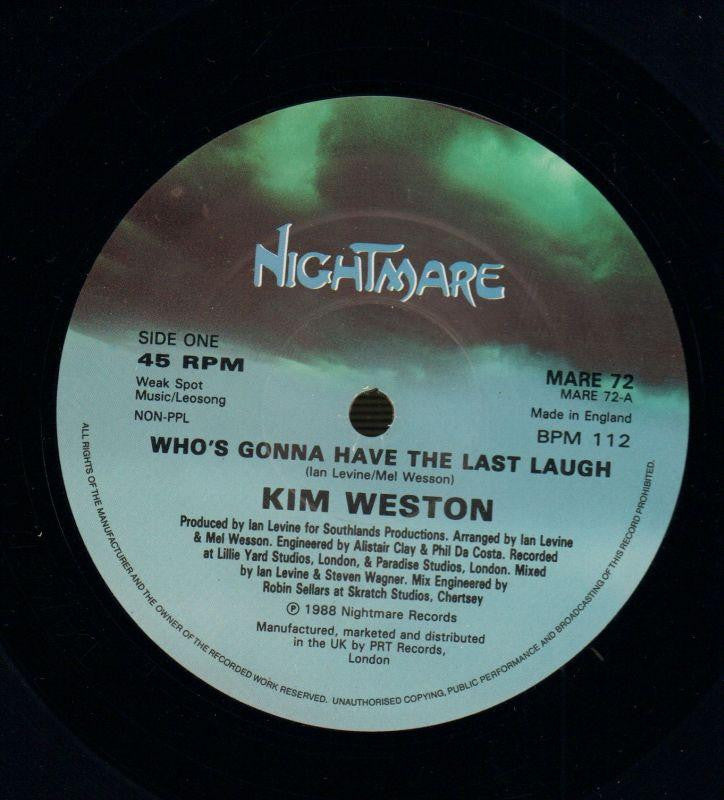 NIGHTMARE
SIDE ONE
45 RPM
Weak Spot
Music/Leosong
NON-PPL
MARE 72
MARE 72-A
Made in England
BPM 112
WHO'S GONNA HAVE THE LAST LAUGH
(Ian Levine/Mel Wesson)
KIM WESTON
Produced by Ian Levine for Southlands Productions. Arranged by Ian Levine
& Mel Wesson. Engineered by Alistair Clay & Phil Da Costa. Recorded
at Lillie Yard Studios, London, & Paradise Studios, London. Mixed
by Ian Levine & Steven Wagner. Mix Engineered by
Robin Sellars at Skratch Studios, Chertsey
℗ 1988 Nightmare Records
Manufactured, marketed and distributed
in the UK by PRT Records,
London
ALL RIGHTS OF THE MANUFACTURER AND THE OWNER OF THE RECORDED WORK RESERVED. UNAUTHORISED COPYING, PUBLIC PERFORMANCE AND BROADCASTING OF THIS RECORD PROHIBITED.